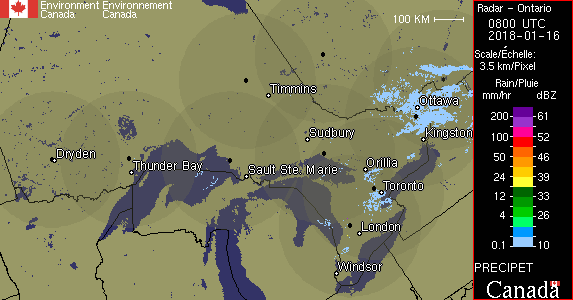 Environment Environnement
Canada Canada
100 KM
Timmins
Ottawa
Sudbury
Kingston
Dryden
Thunder Bay
Sault Ste. Marie
Orillia
Toronto
London
Windsor
Radar - Ontario
0800 UTC
2018-01-16
Scale/Échelle:
3.5 km/Pixel
Rain/Pluie
mm/hr dBZ
200 61
100 52
50 46
24 39
12 33
4 26
0.1 10
PRECIPET
Canada